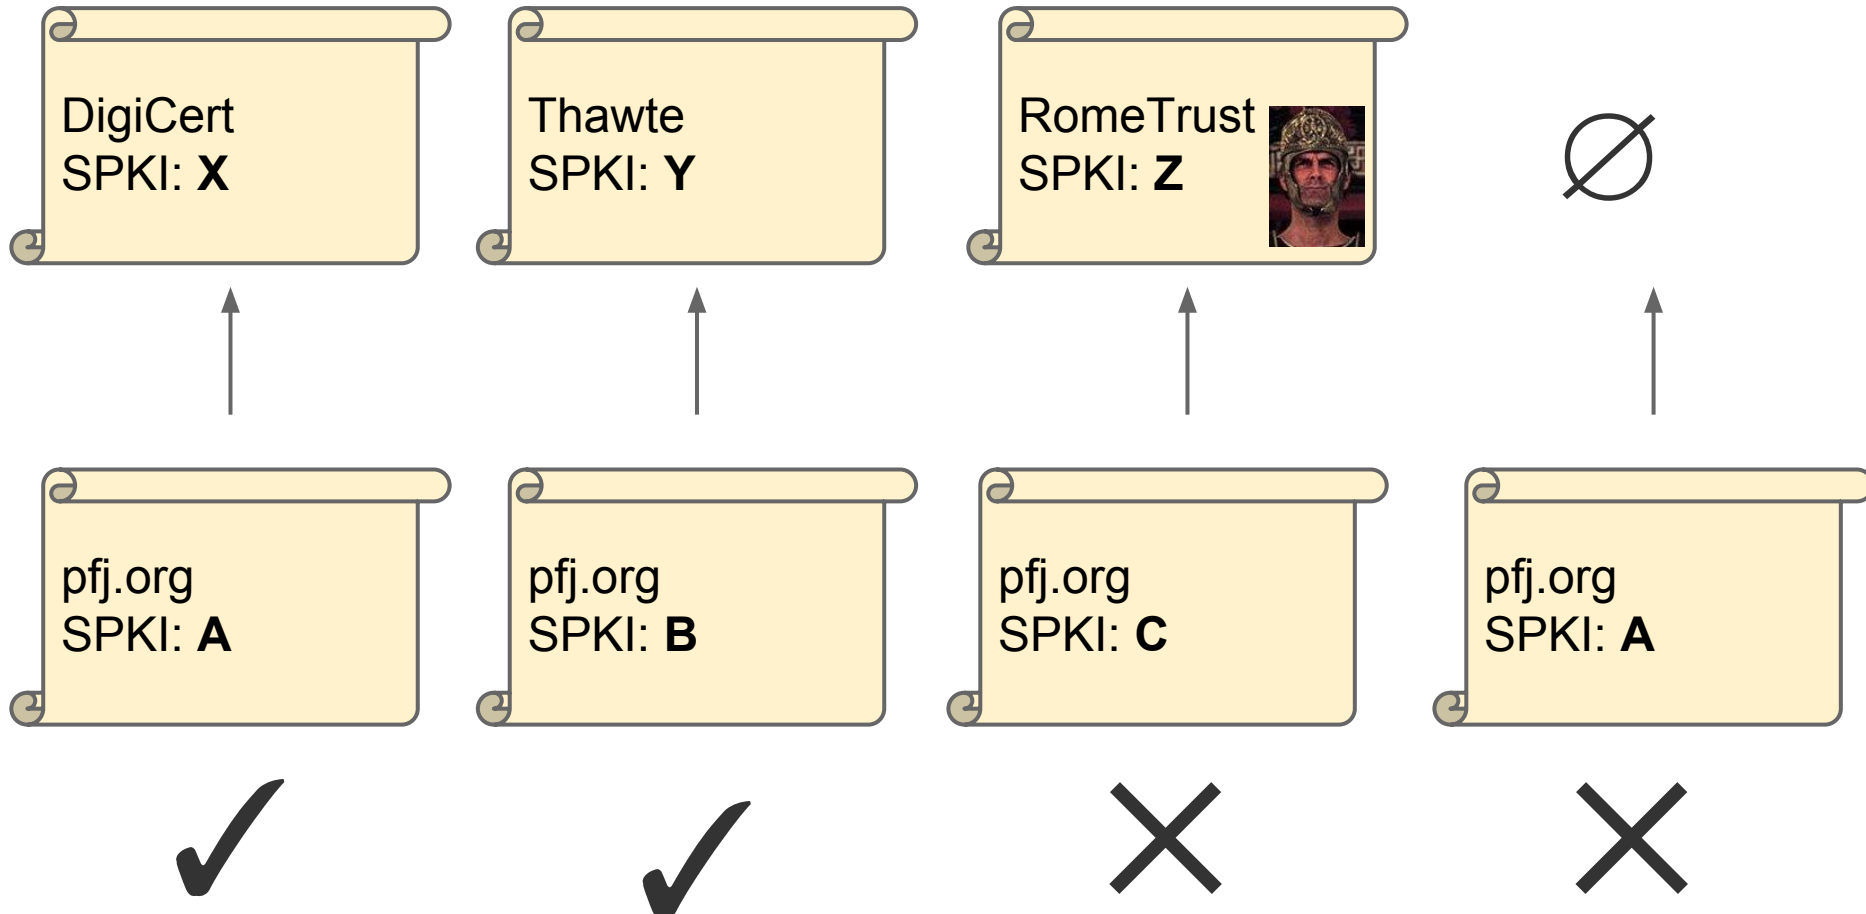 DigiCert
SPKI: X
Thawte
SPKI: Y
RomeTrust
SPKI: Z
∅
pfj.org
SPKI: A
pfj.org
SPKI: B
pfj.org
SPKI: C
pfj.org
SPKI: A